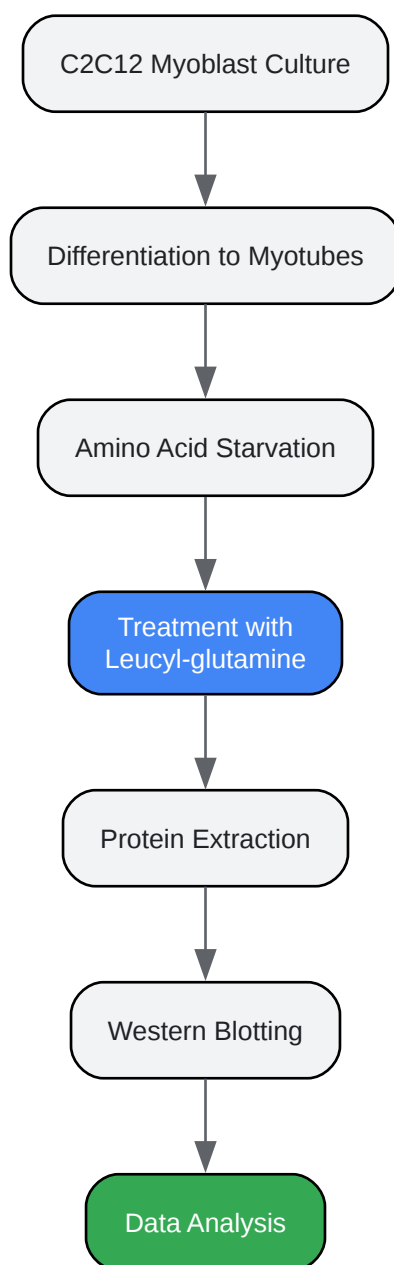 C2C12 Myoblast Culture
Differentiation to Myotubes
Amino Acid Starvation
Treatment with
Leucyl-glutamine
Protein Extraction
Western Blotting
Data Analysis